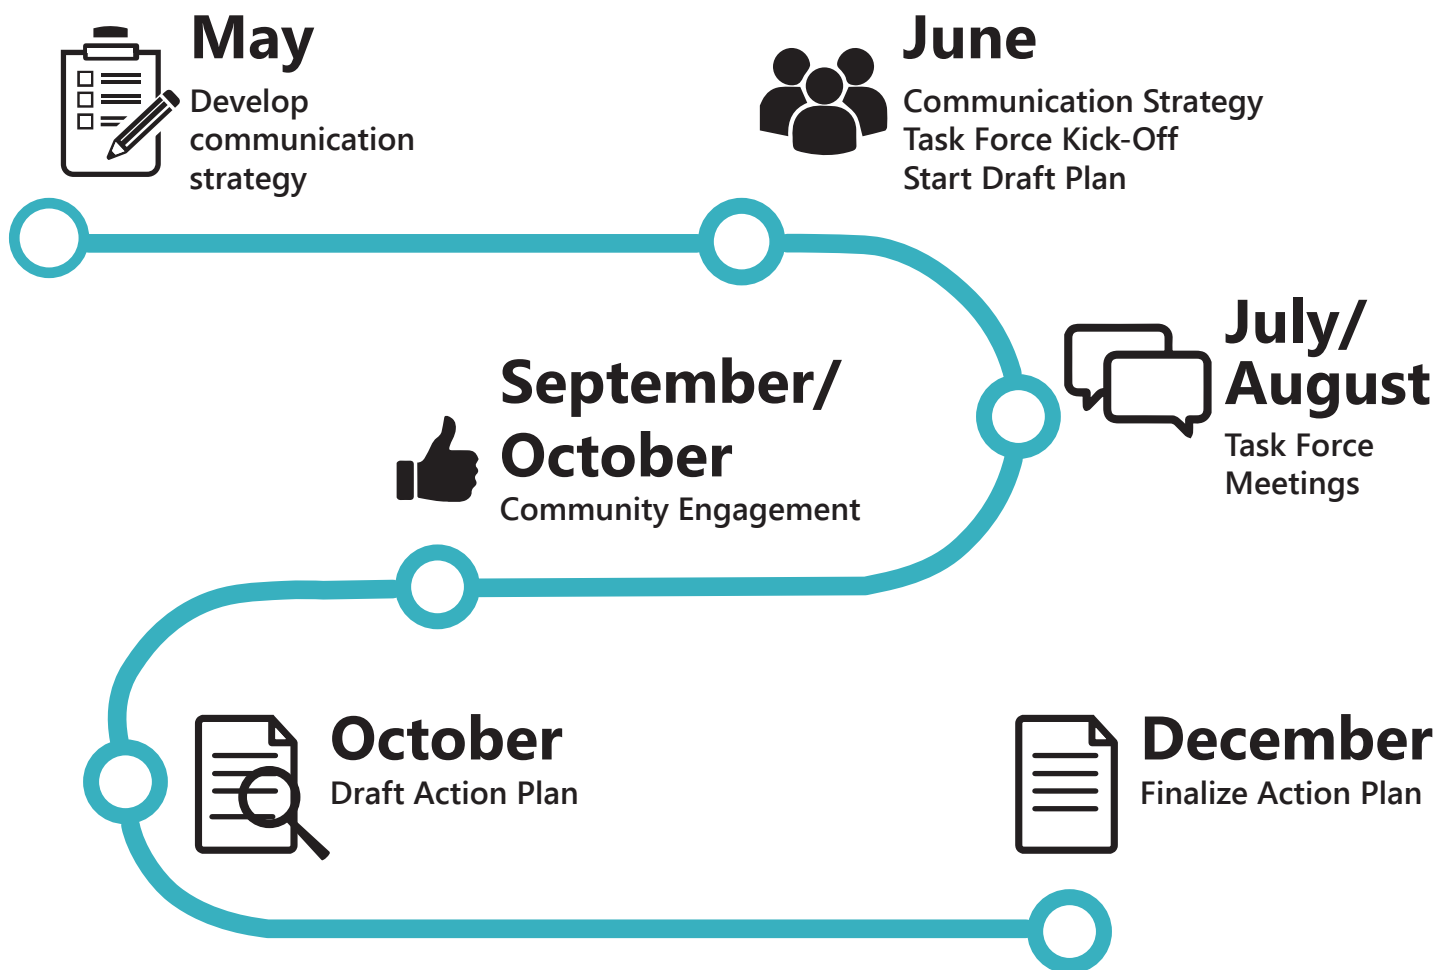 May
Develop
communication
strategy
June
Communication Strategy
Task Force Kick-Off
Start Draft Plan
July/
August
Task Force
Meetings
September/
October
Community Engagement
October
Draft Action Plan
December
Finalize Action Plan